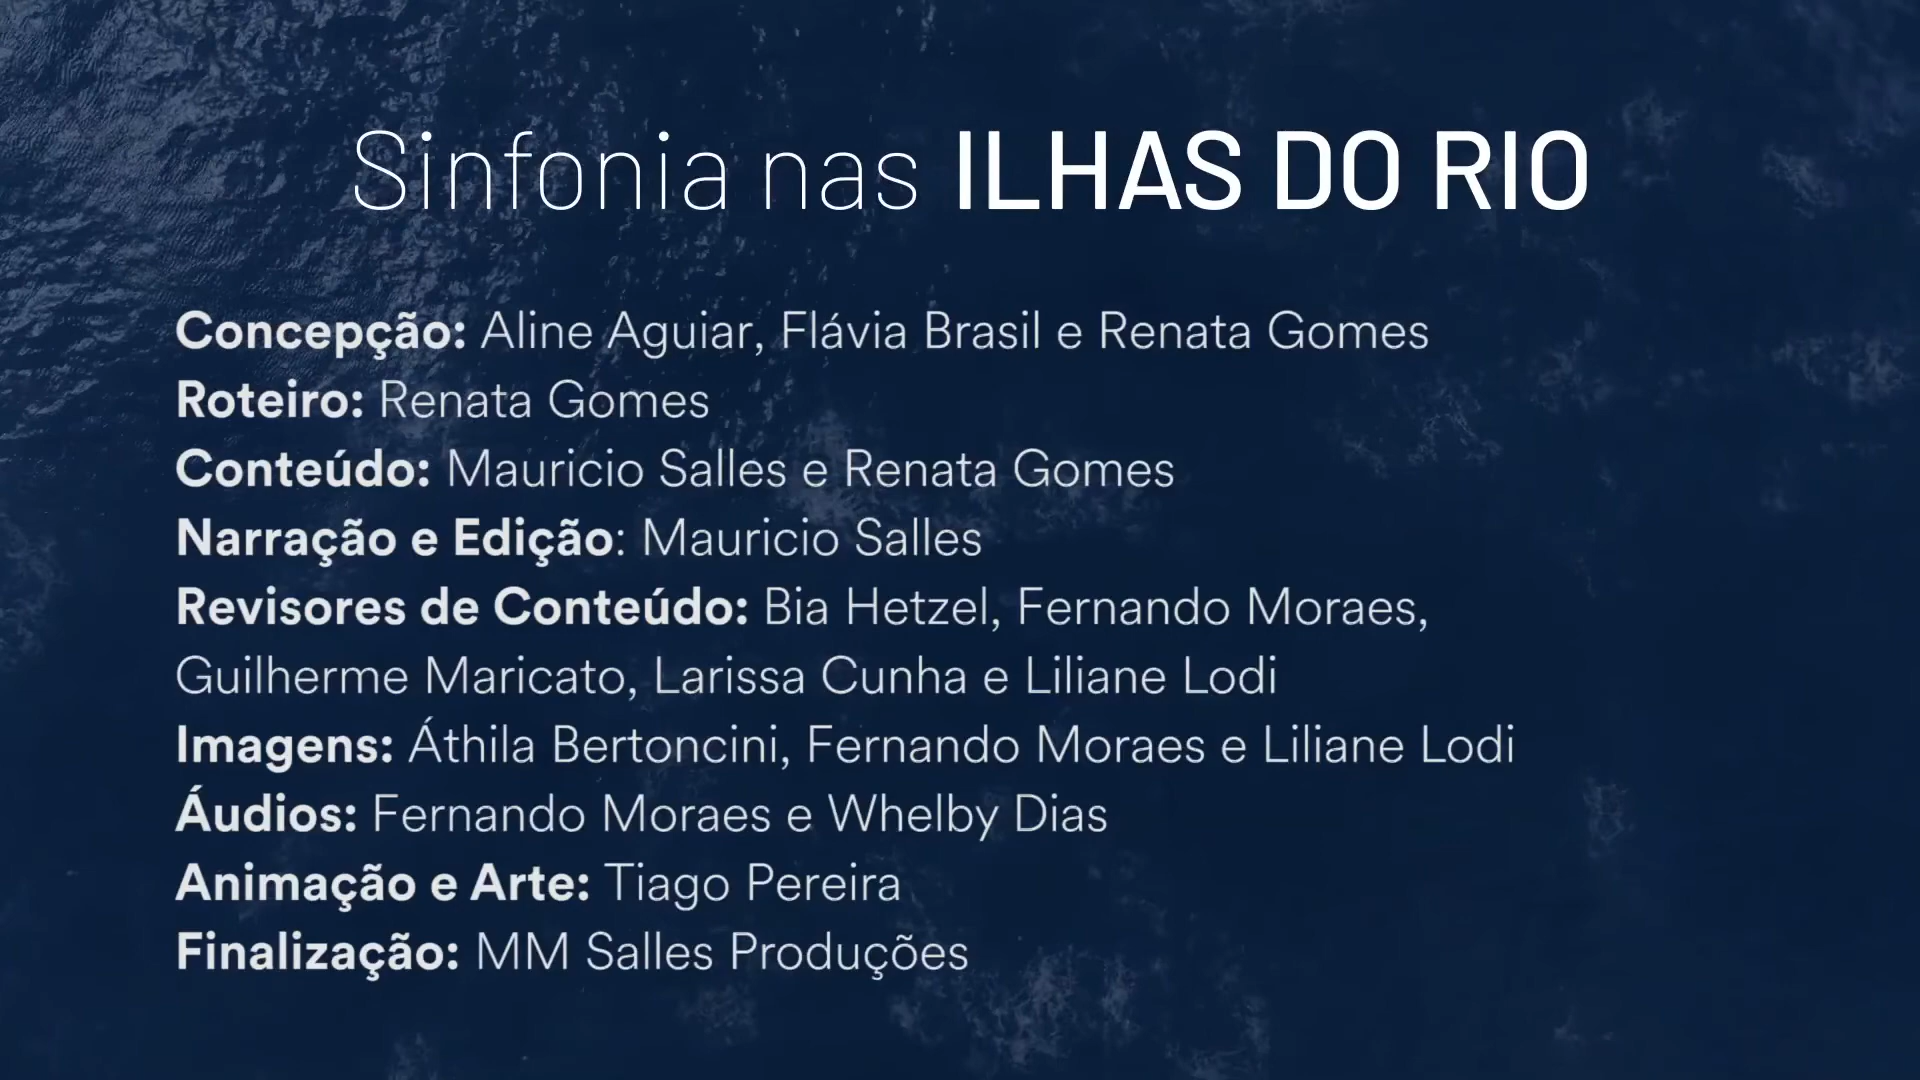 Sinfonia nas ILHAS DO RIO
Concepção: Aline Aguiar, Flávia Brasil e Renata Gomes
Roteiro: Renata Gomes
Conteúdo: Mauricio Salles e Renata Gomes
Narração e Edição: Mauricio Salles
Revisores de Conteúdo: Bia Hetzel, Fernando Moraes,
Guilherme Maricato, Larissa Cunha e Liliane Lodi
Imagens: Áthila Bertoncini, Fernando Moraes e Liliane Lodi
Áudios: Fernando Moraes e Whelby Dias
Animação e Arte: Tiago Pereira
Finalização: MM Salles Produções